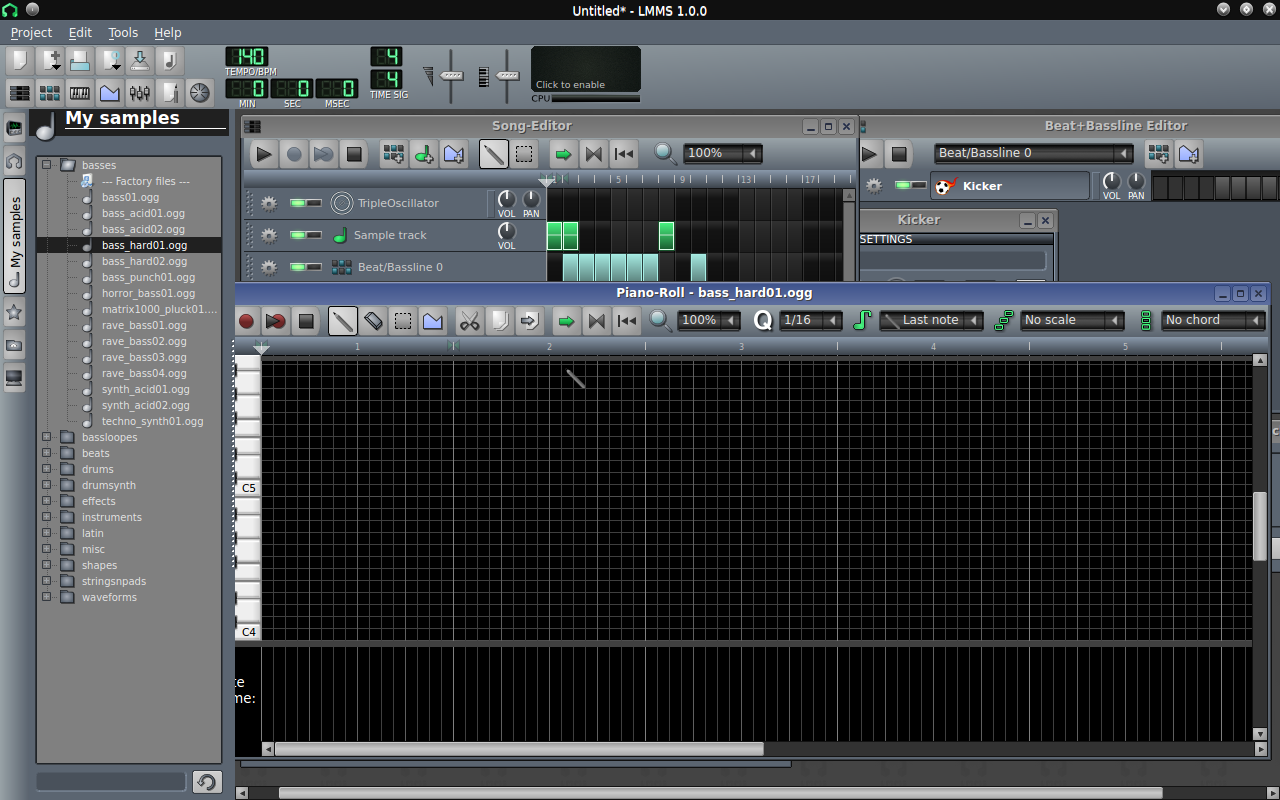 Untitled* - LMMS 1.0.0
Project Edit Tools Help
140
TEMPO/BPM
0 0 0
MIN SEC MSEC
4
4
TIME SIG
Click to enable
CPU
My samples
My samples
basses
--- Factory files ---
bass01.ogg
bass_acid01.ogg
bass_acid02.ogg
bass_hard01.ogg
bass_hard02.ogg
bass_punch01.ogg
horror_bass01.ogg
matrix1000_pluck01....
rave_bass01.ogg
rave_bass02.ogg
rave_bass03.ogg
rave_bass04.ogg
synth_acid01.ogg
synth_acid02.ogg
techno_synth01.ogg
bassloopes
beats
drums
drumsynth
effects
instruments
latin
misc
shapes
stringsnpads
waveforms
Song-Editor
100%
1 5 9 13 17
TripleOscillator
VOL PAN
Sample track
VOL
Beat/Bassline 0
Beat+Bassline Editor
Beat/Bassline 0
Kicker
VOL PAN
Kicker
SETTINGS
Piano-Roll - bass_hard01.ogg
100% Q 1/16 Last note No scale No chord
1 2 3 4 5
C5
C4
te
me: